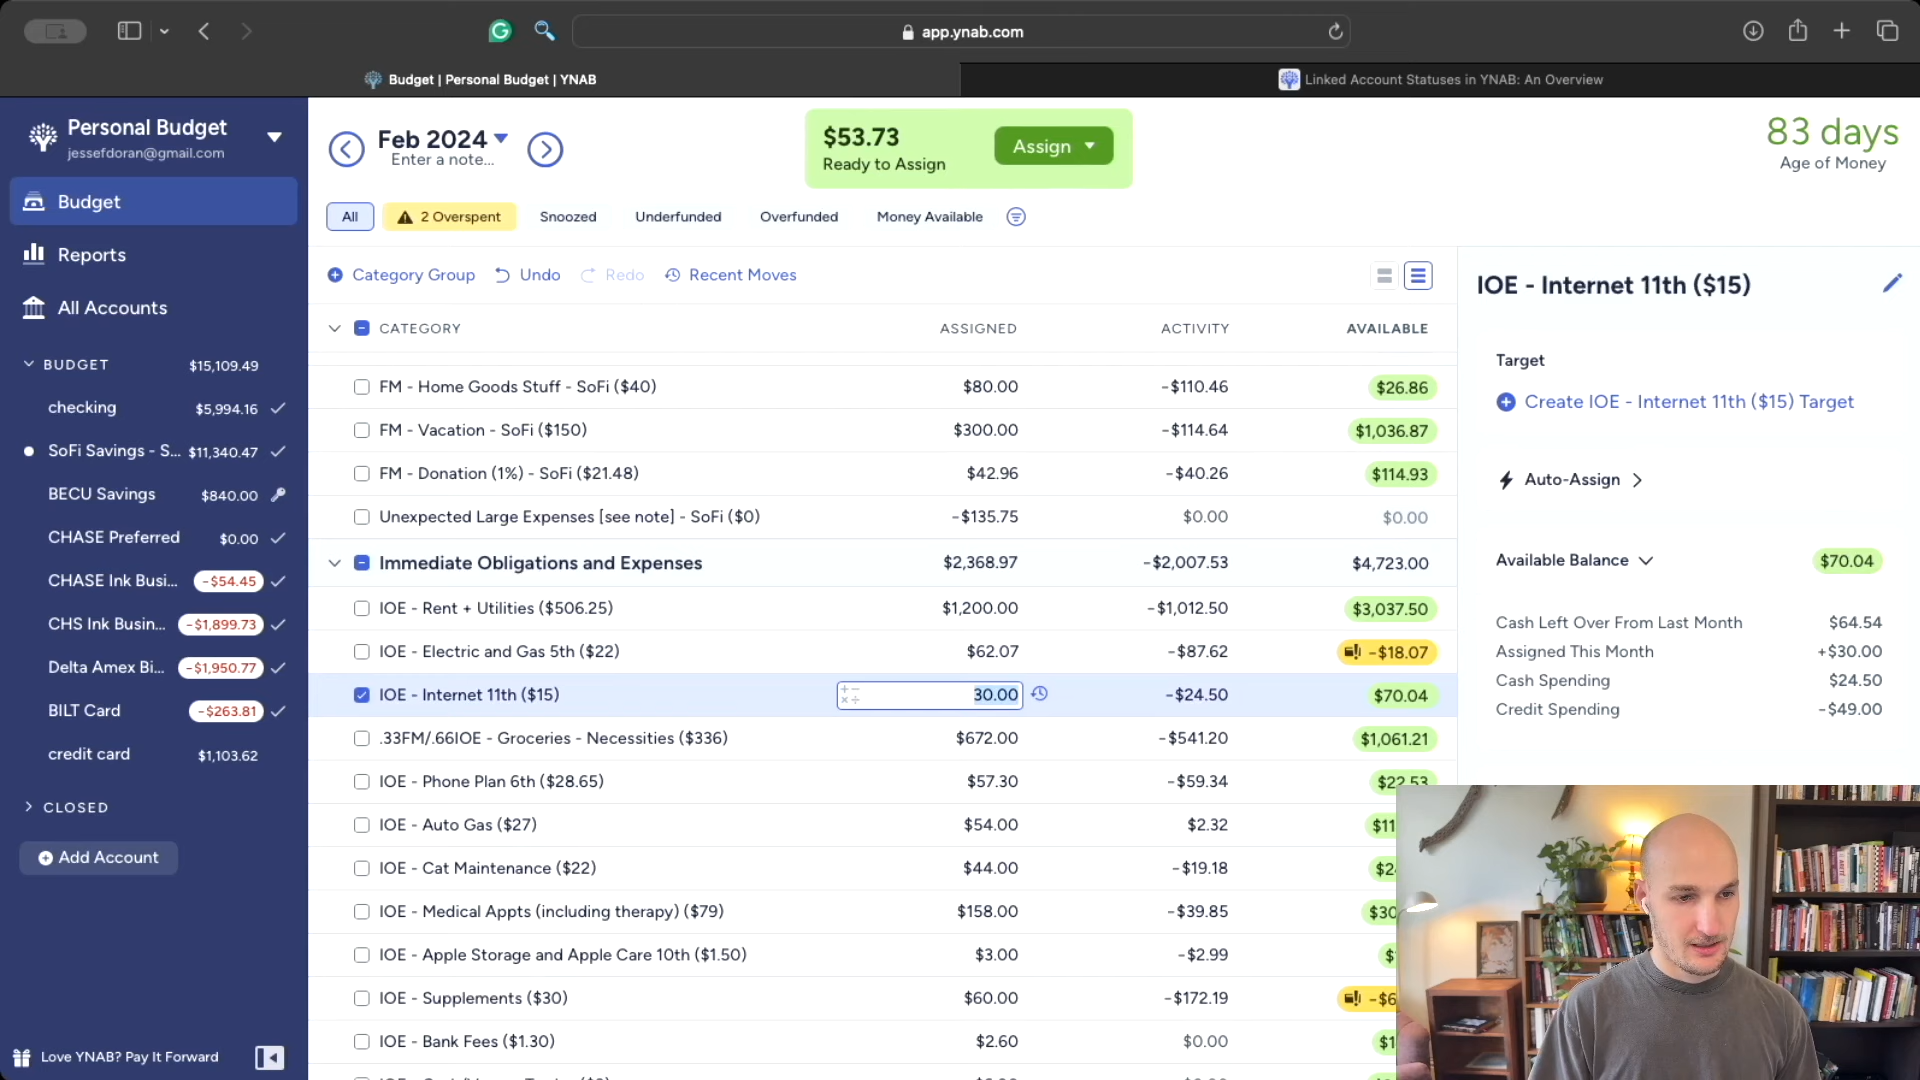 app.ynab.com
Budget | Personal Budget | YNAB
Linked Account Statuses in YNAB: An Overview
Personal Budget
jessefdoran@gmail.com
Budget
Reports
All Accounts
BUDGET $15,109.49
checking $5,994.16
SoFi Savings - S... $11,340.47
BECU Savings $840.00
CHASE Preferred $0.00
CHASE Ink Busi... -$54.45
CHS Ink Busin... -$1,899.73
Delta Amex Bi... -$1,950.77
BILT Card -$263.81
credit card $1,103.62
CLOSED
Add Account
Love YNAB? Pay It Forward
Feb 2024
Enter a note...
$53.73
Ready to Assign
Assign
83 days
Age of Money
All 2 Overspent Snoozed Underfunded Overfunded Money Available
Category Group Undo Redo Recent Moves
CATEGORY ASSIGNED ACTIVITY AVAILABLE
FM - Home Goods Stuff - SoFi ($40) $80.00 -$110.46 $26.86
FM - Vacation - SoFi ($150) $300.00 -$114.64 $1,036.87
FM - Donation (1%) - SoFi ($21.48) $42.96 -$40.26 $114.93
Unexpected Large Expenses [see note] - SoFi ($0) -$135.75 $0.00 $0.00
Immediate Obligations and Expenses $2,368.97 -$2,007.53 $4,723.00
IOE - Rent + Utilities ($506.25) $1,200.00 -$1,012.50 $3,037.50
IOE - Electric and Gas 5th ($22) $62.07 -$87.62 -$18.07
IOE - Internet 11th ($15) 30.00 -$24.50 $70.04
.33FM/.66IOE - Groceries - Necessities ($336) $672.00 -$541.20 $1,061.21
IOE - Phone Plan 6th ($28.65) $57.30 -$59.34 $22.53
IOE - Auto Gas ($27) $54.00 $2.32 $11
IOE - Cat Maintenance ($22) $44.00 -$19.18 $2
IOE - Medical Appts (including therapy) ($79) $158.00 -$39.85 $30
IOE - Apple Storage and Apple Care 10th ($1.50) $3.00 -$2.99 $
IOE - Supplements ($30) $60.00 -$172.19 -$6
IOE - Bank Fees ($1.30) $2.60 $0.00 $1
IOE - Internet 11th ($15)
Target
Create IOE - Internet 11th ($15) Target
Auto-Assign
Available Balance $70.04
Cash Left Over From Last Month $64.54
Assigned This Month +$30.00
Cash Spending $24.50
Credit Spending -$49.00